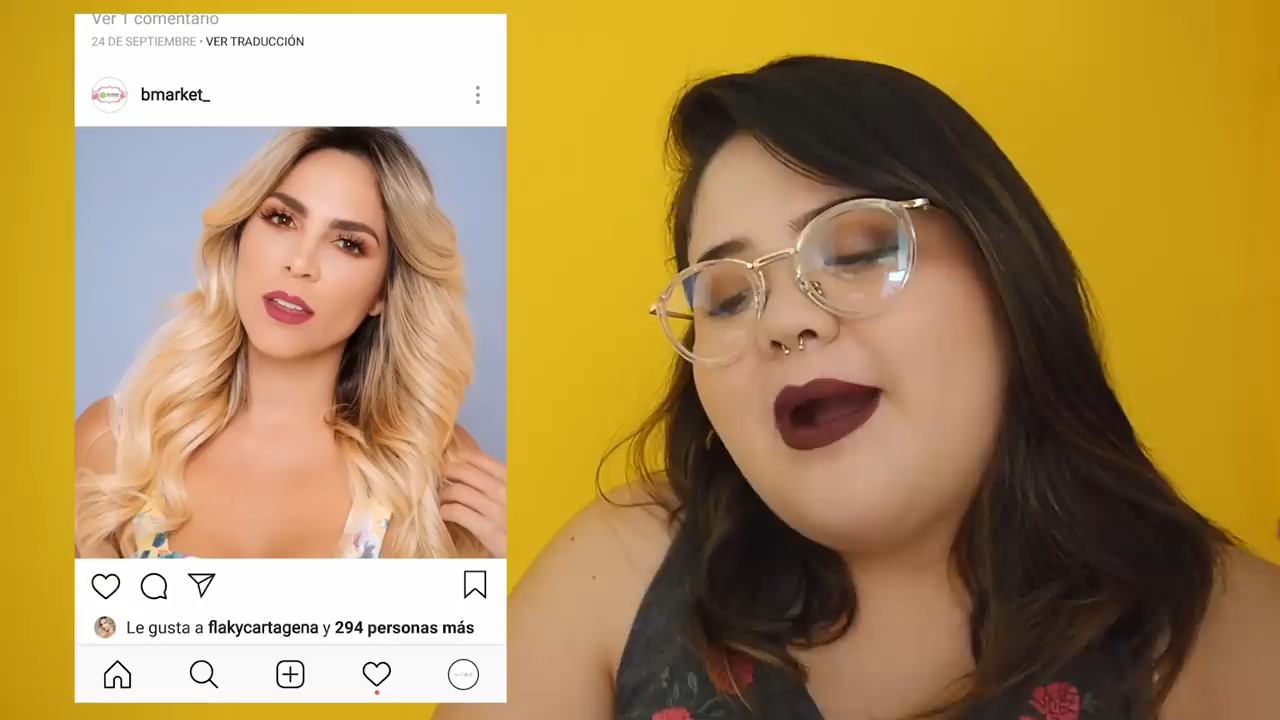 Ver 1 comentario
24 DE SEPTIEMBRE • VER TRADUCCIÓN
bmarket_
Le gusta a flakycartagena y 294 personas más